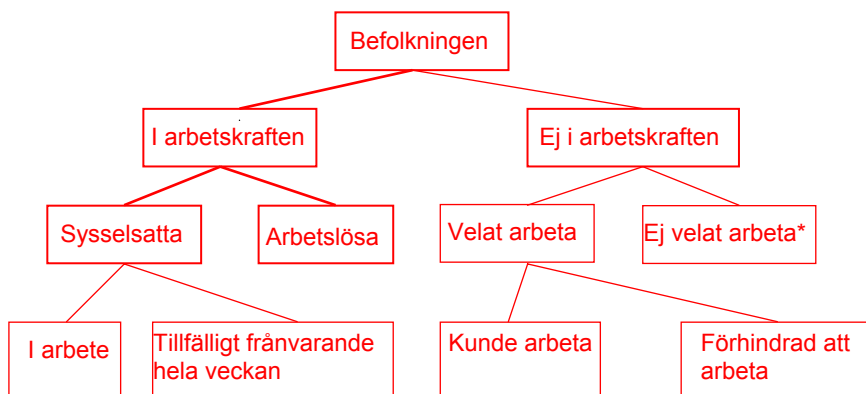 Befolkningen
I arbetskraften
Ej i arbetskraften
Sysselsatta
Arbetslösa
Velat arbeta
Ej velat arbeta*
I arbete
Tillfälligt frånvarande
hela veckan
Kunde arbeta
Förhindrad att
arbeta